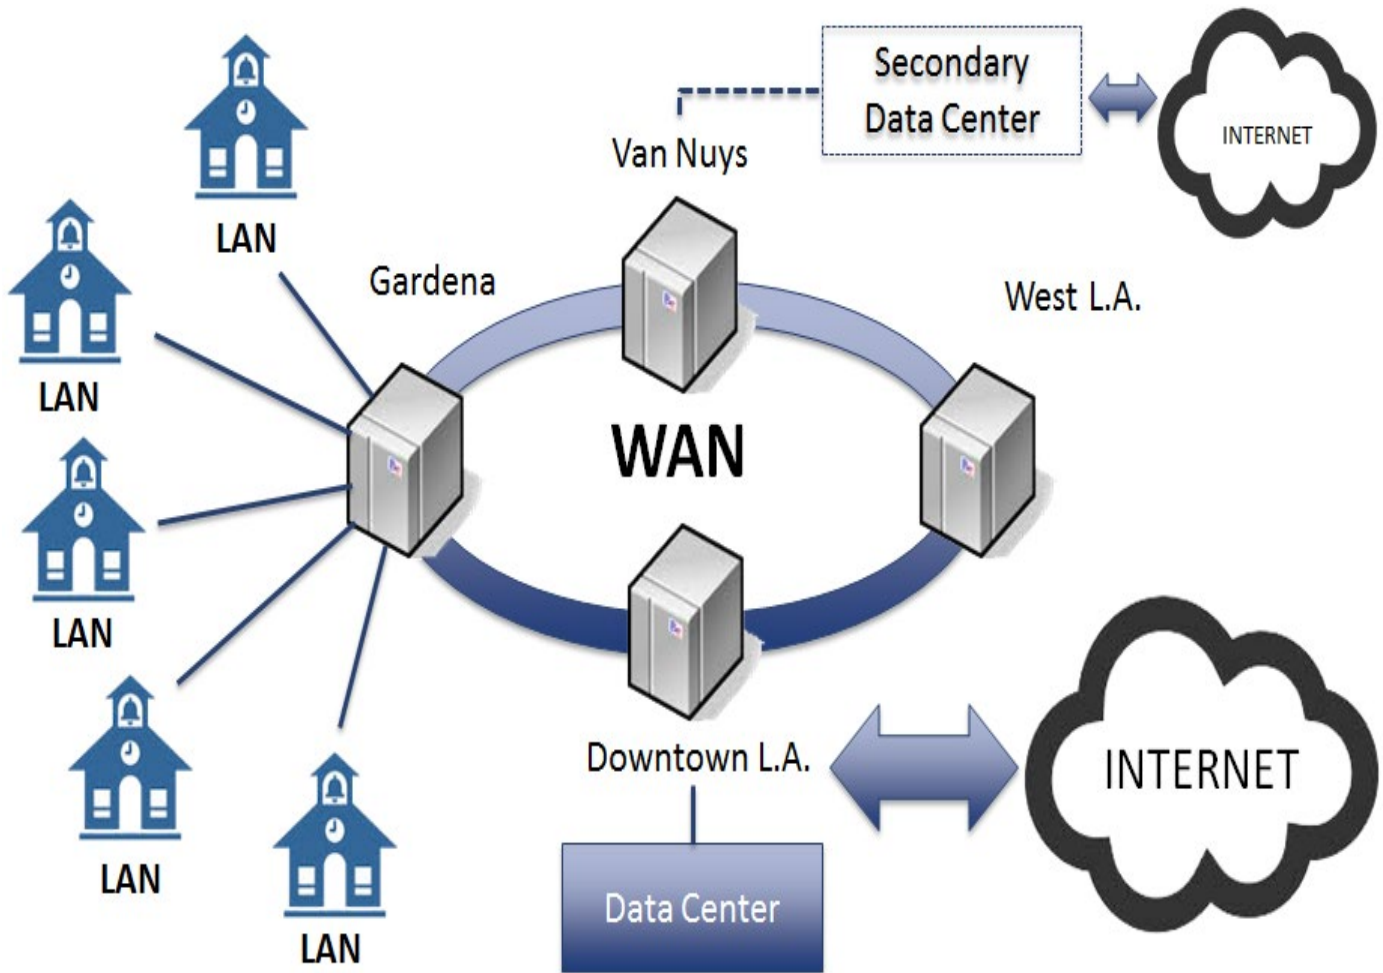 Secondary
Data Center
INTERNET
Van Nuys
LAN
Gardena
West L.A.
LAN
WAN
LAN
Downtown L.A.
INTERNET
LAN
Data Center
LAN